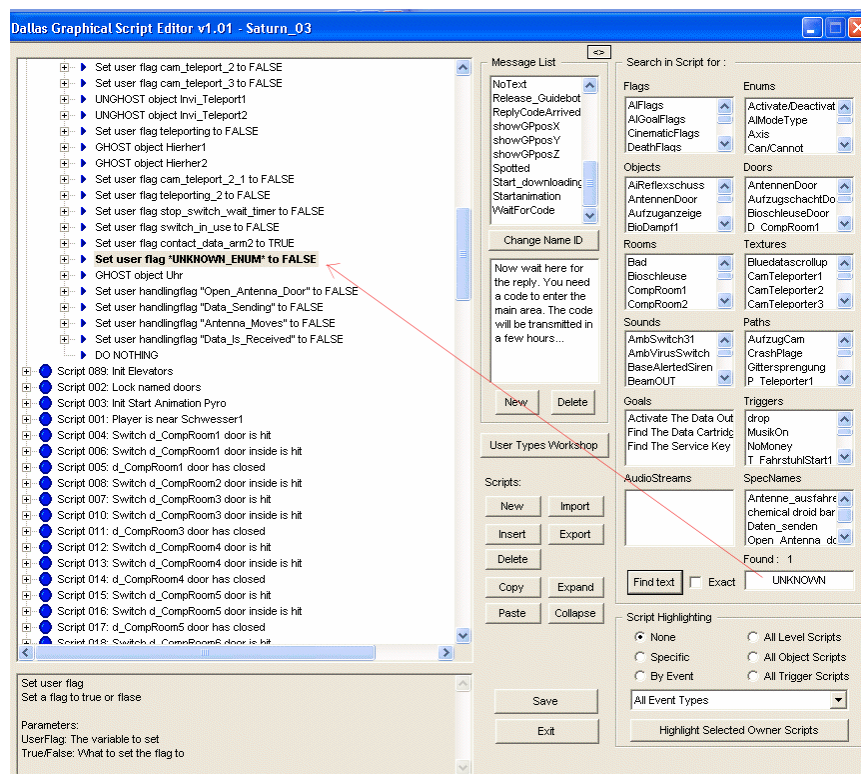 Dallas Graphical Script Editor v1.01 - Saturn_03
Set user flag cam_teleport_2 to FALSE
Set user flag cam_teleport_3 to FALSE
UNGHOST object Invi_Teleport1
UNGHOST object Invi_Teleport2
Set user flag teleporting to FALSE
GHOST object Hierher1
GHOST object Hierher2
Set user flag cam_teleport_2_1 to FALSE
Set user flag teleporting_2 to FALSE
Set user flag stop_switch_wait_timer to FALSE
Set user flag switch_in_use to FALSE
Set user flag contact_data_arm2 to TRUE
Set user flag *UNKNOWN_ENUM* to FALSE
GHOST object Uhr
Set user handlingflag "Open_Antenna_Door" to FALSE
Set user handlingflag "Data_Sending" to FALSE
Set user handlingflag "Antenna_Moves" to FALSE
Set user handlingflag "Data_Is_Received" to FALSE
DO NOTHING
Script 089: Init Elevators
Script 002: Lock named doors
Script 003: Init Start Animation Pyro
Script 001: Player is near Schwesser1
Script 004: Switch d_CompRoom1 door is hit
Script 006: Switch d_CompRoom1 door inside is hit
Script 005: d_CompRoom1 door has closed
Script 008: Switch d_CompRoom2 door inside is hit
Script 007: Switch d_CompRoom3 door is hit
Script 010: Switch d_CompRoom3 door inside is hit
Script 011: d_CompRoom3 door has closed
Script 012: Switch d_CompRoom4 door is hit
Script 013: Switch d_CompRoom4 door inside is hit
Script 014: d_CompRoom4 door has closed
Script 015: Switch d_CompRoom5 door is hit
Script 016: Switch d_CompRoom5 door inside is hit
Script 017: d_CompRoom5 door has closed
Script 018: Switch d_CompRoom6 door is hit
Set user flag
Set a flag to true or flase
Parameters:
UserFlag: The variable to set
True/False: What to set the flag to
<>
Message List
NoText
Release_Guidebot
ReplyCodeArrived
showGPposX
showGPposY
showGPposZ
Spotted
Start_downloading
Startanimation
WaitForCode
Change Name ID
Now wait here for
the reply. You need
a code to enter the
main area. The code
will be transmitted in
a few hours...
New Delete
User Types Workshop
Scripts:
New Import
Insert Export
Delete
Copy Expand
Paste Collapse
Save
Exit
Search in Script for :
Flags Enums
AIFlags
AIGoalFlags
CinematicFlags
DeathFlags
Activate/Deactivat
AIModeType
Axis
Can/Cannot
Objects Doors
AiReflexschuss
AntennenDoor
Aufzuganzeige
BioDampf1
AntennenDoor
AufzugschachtDo
BioschleuseDoor
D_CompRoom1
Rooms Textures
Bad
Bioschleuse
CompRoom1
CompRoom2
Bluedatascrollup
CamTeleporter1
CamTeleporter2
CamTeleporter3
Sounds Paths
AmbSwitch31
AmbVirusSwitch
BaseAlertedSiren
BeamOUT
AufzugCam
CrashPlage
Gittersprengung
P_Teleporter1
Goals Triggers
Activate The Data Out
Find The Data Cartridg
Find The Service Key
drop
MusikOn
NoMoney
T_FahrstuhlStart1
AudioStreams SpecNames
Antenne_ausfahre
chemical droid bar
Daten_senden
Open_Antenna_do
Found : 1
Find text Exact UNKNOWN
Script Highlighting
None All Level Scripts
Specific All Object Scripts
By Event All Trigger Scripts
All Event Types
Highlight Selected Owner Scripts